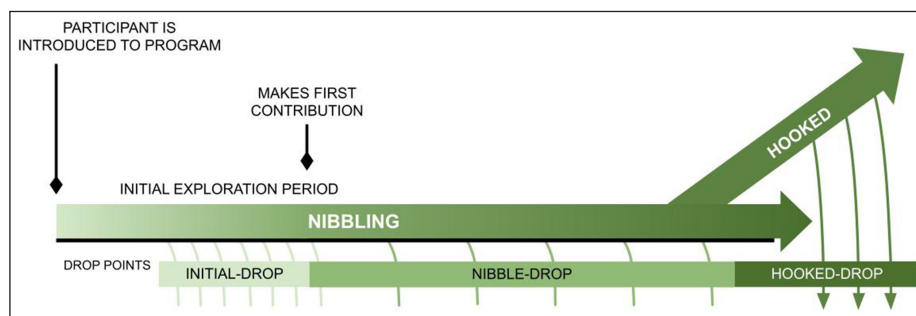 PARTICIPANT IS
INTRODUCED TO PROGRAM
MAKES FIRST
CONTRIBUTION
HOOKED
INITIAL EXPLORATION PERIOD
NIBBLING
DROP POINTS
INITIAL-DROP
NIBBLE-DROP
HOOKED-DROP